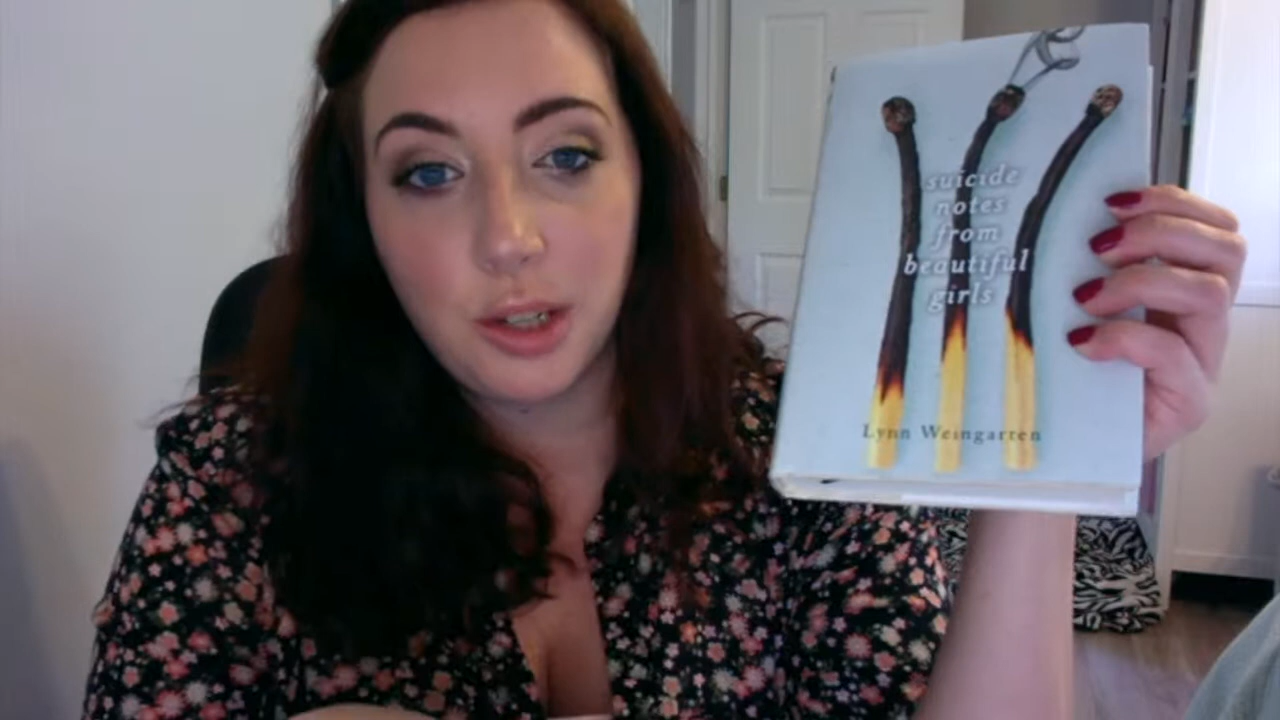 suicide
notes
from
beautiful
girls
Lynn Weingarten